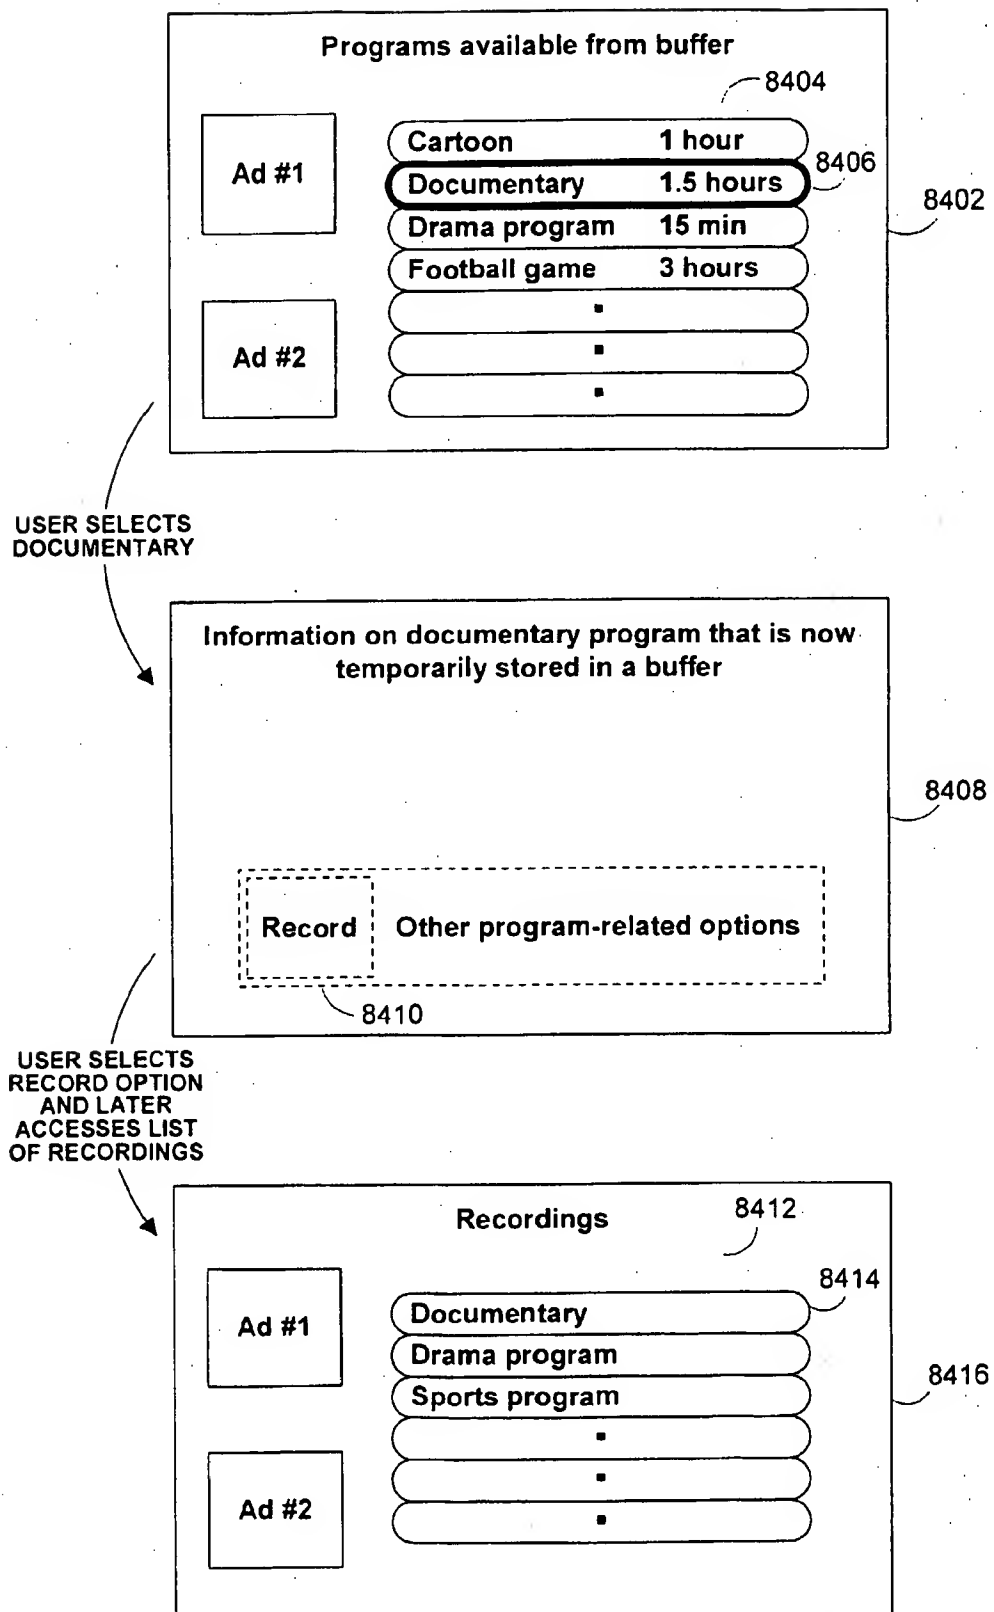 Programs available from buffer
8404
Ad #1
Cartoon 1 hour
8406
Documentary 1.5 hours
8402
Drama program 15 min
Football game 3 hours
Ad #2
USER SELECTS
DOCUMENTARY
Information on documentary program that is now
temporarily stored in a buffer
8408
Record Other program-related options
8410
USER SELECTS
RECORD OPTION
AND LATER
ACCESSES LIST
OF RECORDINGS
Recordings
8412
8414
Ad #1
Documentary
Drama program
8416
Sports program
Ad #2